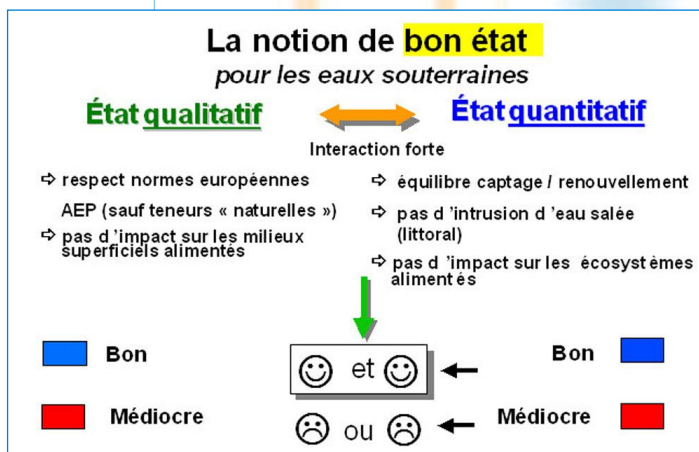 La notion de bon état
pour les eaux souterraines
État qualitatif
État quantitatif
Interaction forte
⇨ respect normes européennes
AEP (sauf teneurs « naturelles »)
⇨ pas d 'impact sur les milieux
superficiels alimentés
⇨ équilibre captage / renouvellement
⇨ pas d 'intrusion d 'eau salée
(littoral)
⇨ pas d 'impact sur les écosystèmes
alimentés
Bon
et
Bon
Médiocre
ou
Médiocre